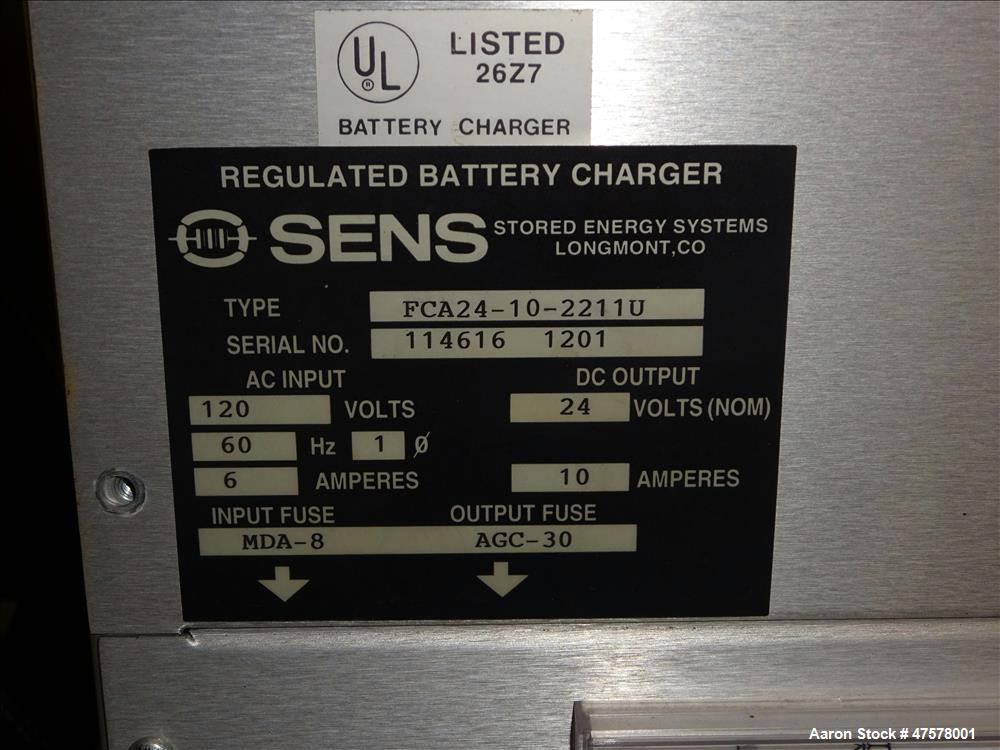 UL
®
LISTED
26Z7
BATTERY CHARGER
REGULATED BATTERY CHARGER
SENS STORED ENERGY SYSTEMS
LONGMONT,CO
TYPE FCA24-10-2211U
SERIAL NO. 114616 1201
AC INPUT DC OUTPUT
120 VOLTS 24 VOLTS (NOM)
60 Hz 1 Ø
6 AMPERES 10 AMPERES
INPUT FUSE OUTPUT FUSE
MDA-8 AGC-30
Aaron Stock # 47578001